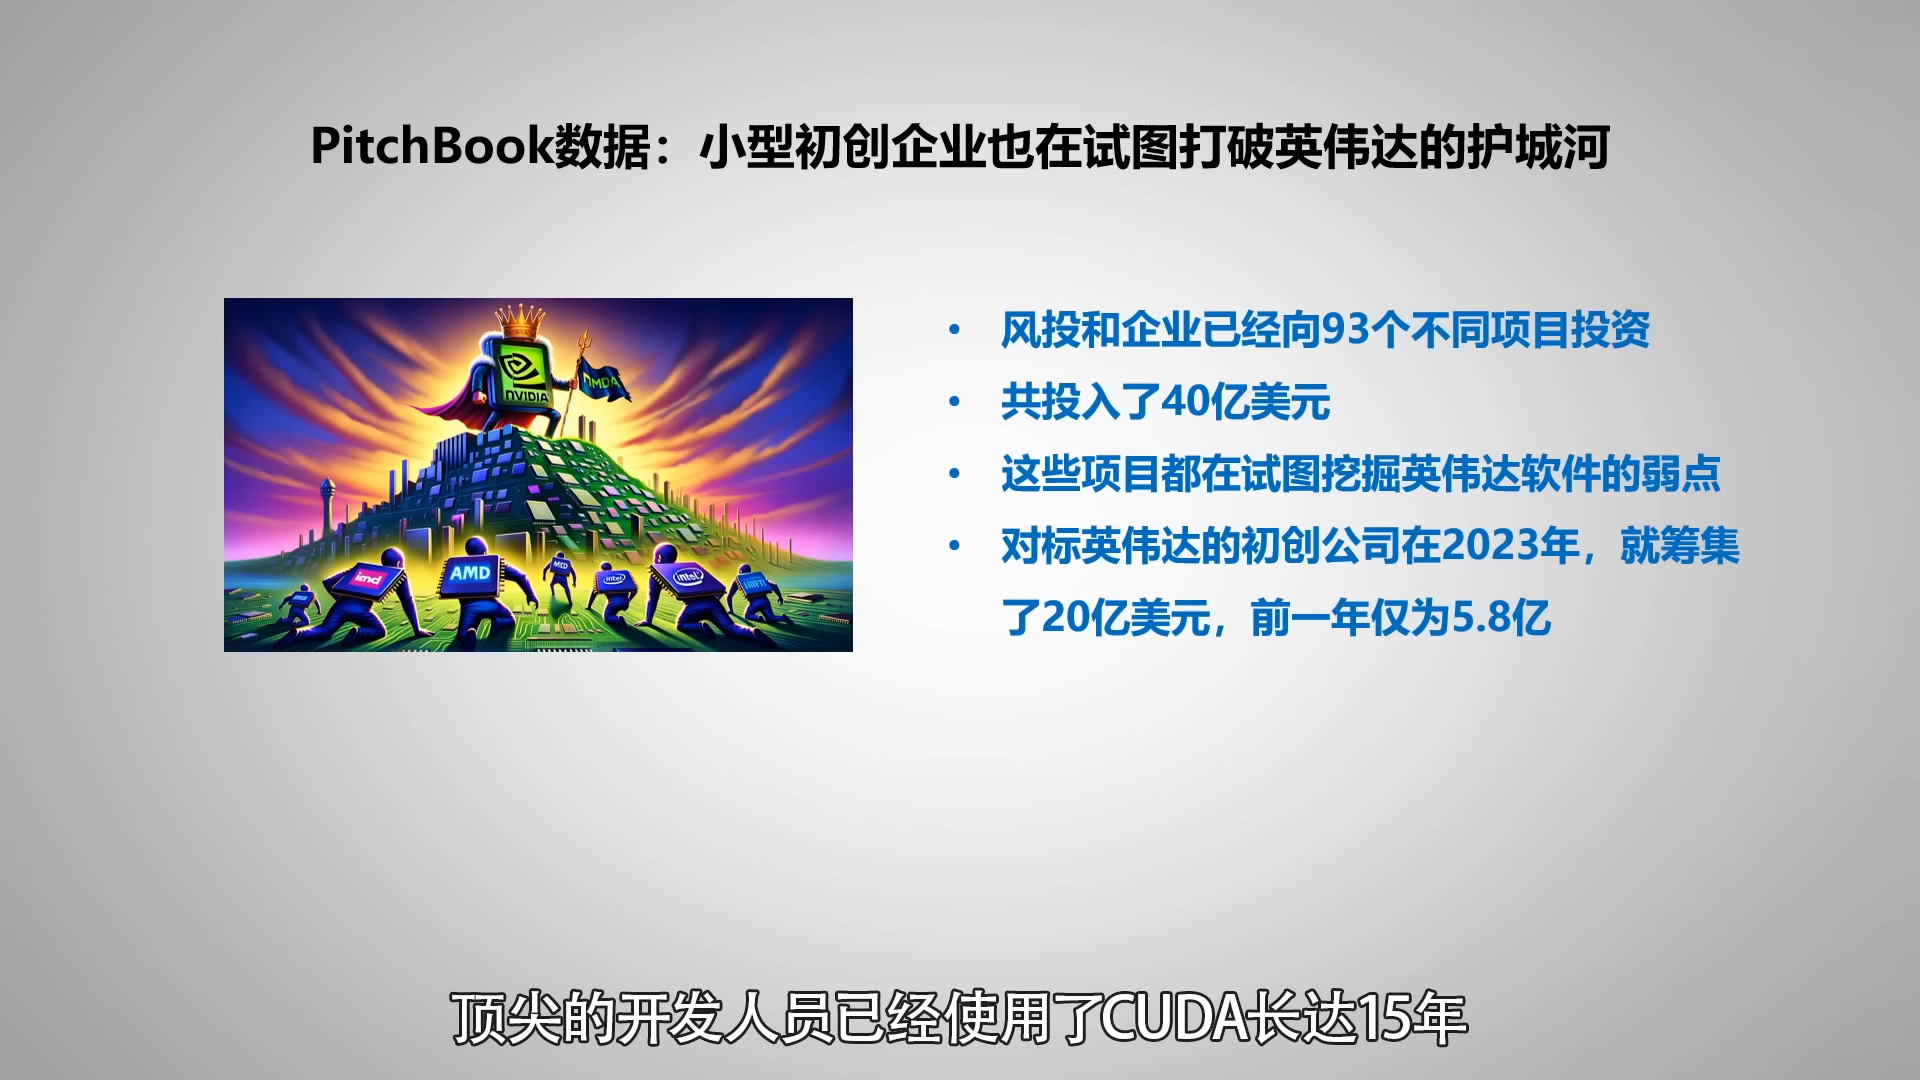 PitchBook数据：小型初创企业也在试图打破英伟达的护城河
NVIDIA
NMDA
imd
AMD
MED
intel
intel
• 风投和企业已经向93个不同项目投资
• 共投入了40亿美元
• 这些项目都在试图挖掘英伟达软件的弱点
• 对标英伟达的初创公司在2023年，就筹集
了20亿美元，前一年仅为5.8亿
顶尖的开发人员已经使用了CUDA长达15年